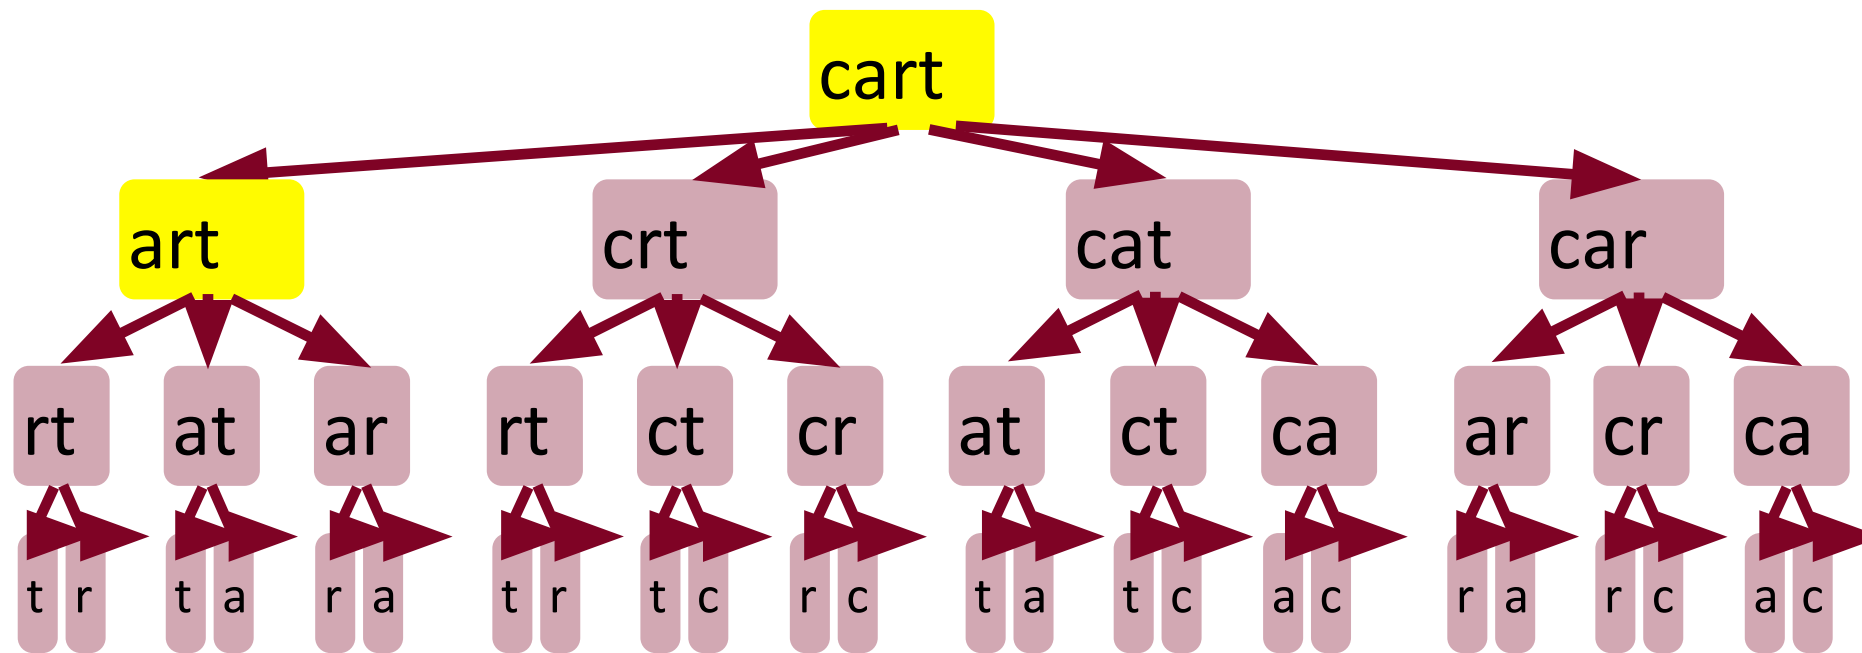 cart
art crt cat car
rt at ar rt ct cr at ct ca ar cr ca
t r t a r a t r t c r c t a t c a c r a r c a c